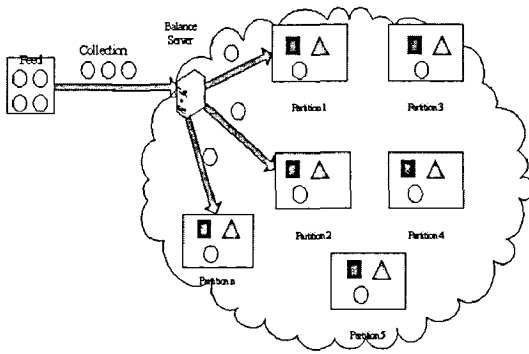 Balance
Server
Collection
Feed
Partition 1
Partition 3
Partition 2
Partition 4
Partition n
Partition 5